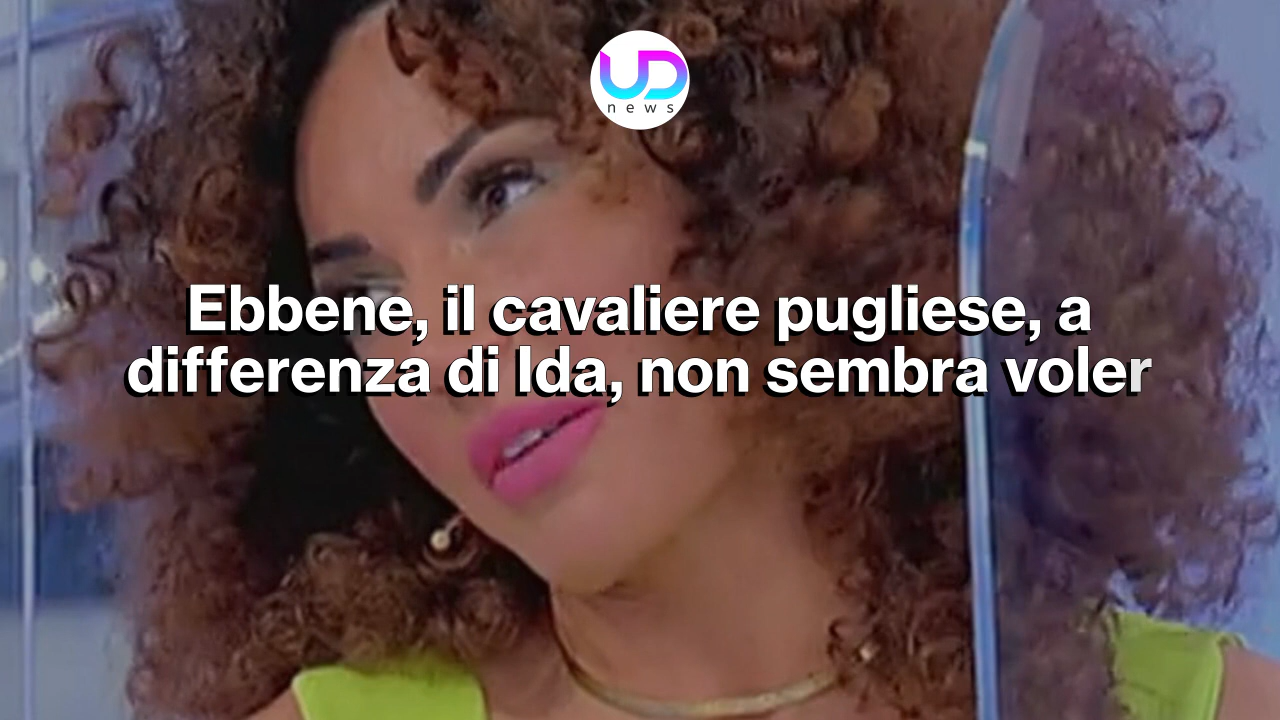 UD
news
Ebbene, il cavaliere pugliese, a
differenza di Ida, non sembra voler